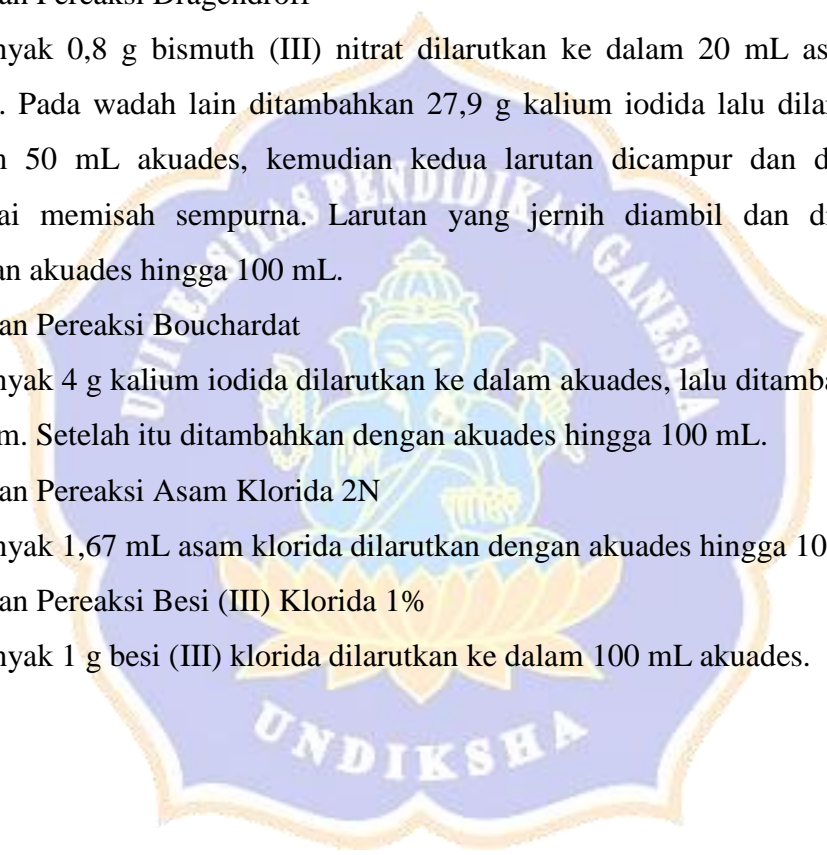 an Pereaksi Dragendroff
nyak 0,8 g bismuth (III) nitrat dilarutkan ke dalam 20 mL as
. Pada wadah lain ditambahkan 27,9 g kalium iodida lalu dila
n 50 mL akuades, kemudian kedua larutan dicampur dan d
ai memisah sempurna. Larutan yang jernih diambil dan di
an akuades hingga 100 mL.
an Pereaksi Bouchardat
nyak 4 g kalium iodida dilarutkan ke dalam akuades, lalu ditamba
m. Setelah itu ditambahkan dengan akuades hingga 100 mL.
an Pereaksi Asam Klorida 2N
nyak 1,67 mL asam klorida dilarutkan dengan akuades hingga 10
an Pereaksi Besi (III) Klorida 1%
nyak 1 g besi (III) klorida dilarutkan ke dalam 100 mL akuades.
UNIVERSITAS PENDIDIKAN GANESHA
UNDIKSHA